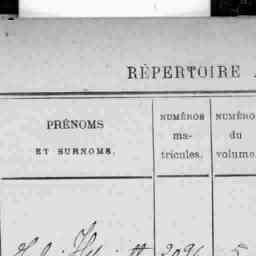 RÉPERTOIRE A
PRÉNOMS
ET SURNOMS.
NUMÉROS
ma-
tricules.
NUMÉRO
du
volume